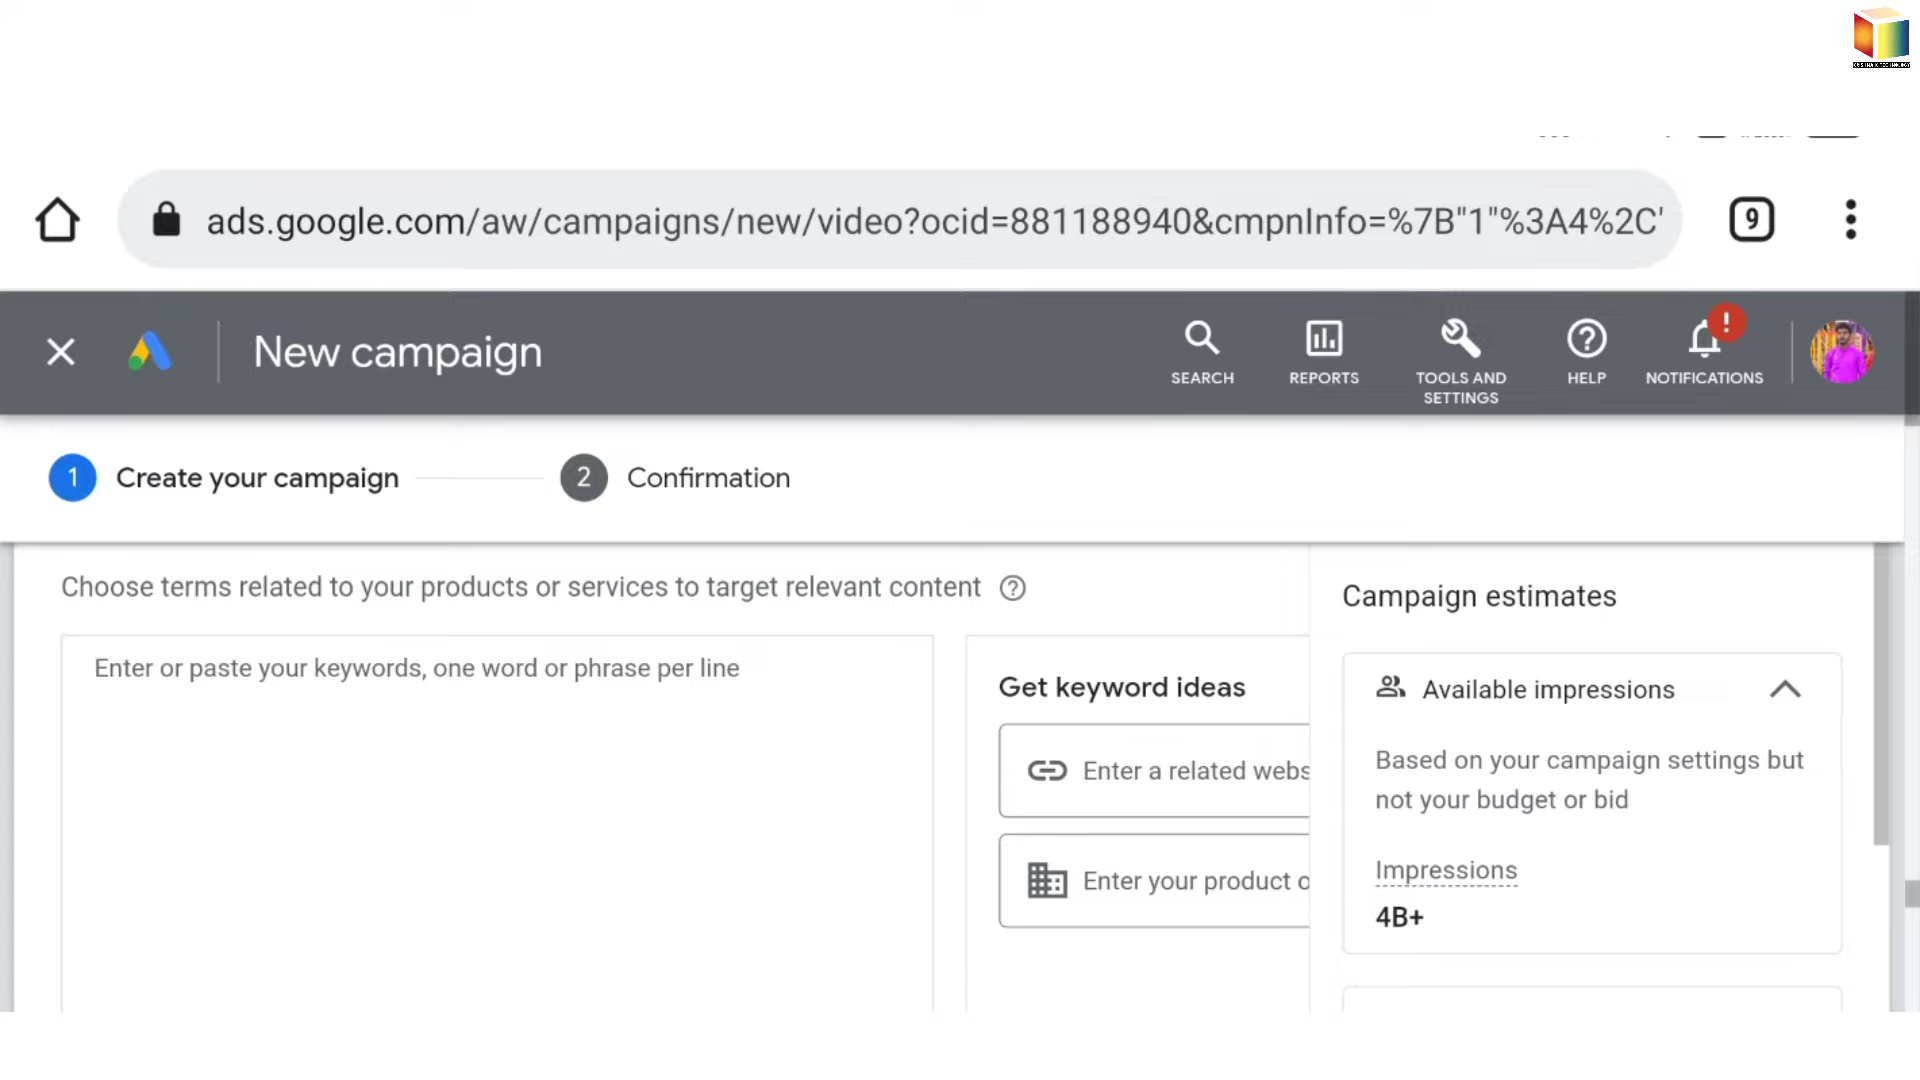 ads.google.com/aw/campaigns/new/video?ocid=881188940&cmpnInfo=%7B"1"%3A4%2C'
9
New campaign
SEARCH
REPORTS
TOOLS AND
SETTINGS
HELP
!
NOTIFICATIONS
1 Create your campaign
2 Confirmation
Choose terms related to your products or services to target relevant content ?
Enter or paste your keywords, one word or phrase per line
Get keyword ideas
Enter a related webs
Enter your product o
Campaign estimates
Available impressions
Based on your campaign settings but
not your budget or bid
Impressions
4B+